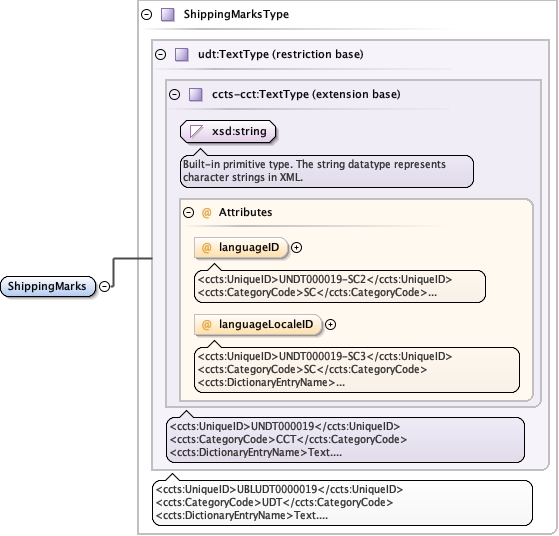 ShippingMarksType
udt:TextType (restriction base)
ccts-cct:TextType (extension base)
xsd:string
Built-in primitive type. The string datatype represents
character strings in XML.
@ Attributes
@ languageID
<ccts:UniqueID>UNDT000019-SC2</ccts:UniqueID>
<ccts:CategoryCode>SC</ccts:CategoryCode>...
ShippingMarks
@ languageLocaleID
<ccts:UniqueID>UNDT000019-SC3</ccts:UniqueID>
<ccts:CategoryCode>SC</ccts:CategoryCode>
<ccts:DictionaryEntryName>...
<ccts:UniqueID>UNDT000019</ccts:UniqueID>
<ccts:CategoryCode>CCT</ccts:CategoryCode>
<ccts:DictionaryEntryName>Text....
<ccts:UniqueID>UBLUDT0000019</ccts:UniqueID>
<ccts:CategoryCode>UDT</ccts:CategoryCode>
<ccts:DictionaryEntryName>Text....